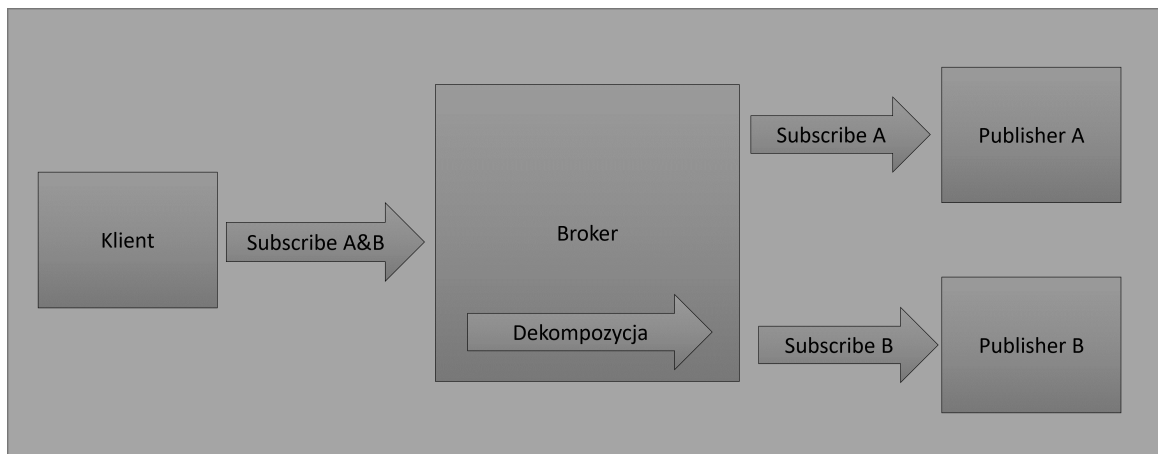 Klient
Subscribe A&B
Broker
Dekompozycja
Subscribe A
Publisher A
Subscribe B
Publisher B